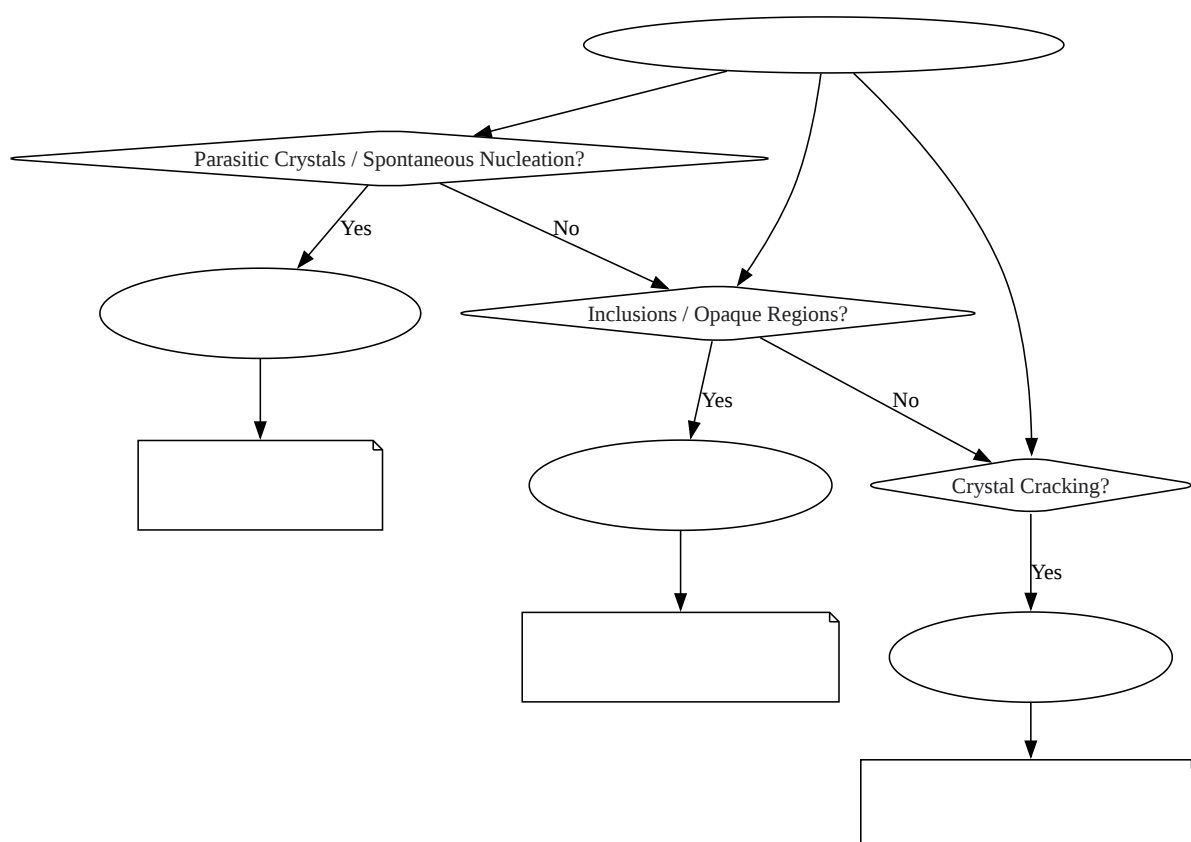 Parasitic Crystals / Spontaneous Nucleation?
Yes
No
Inclusions / Opaque Regions?
Yes
No
Crystal Cracking?
Yes